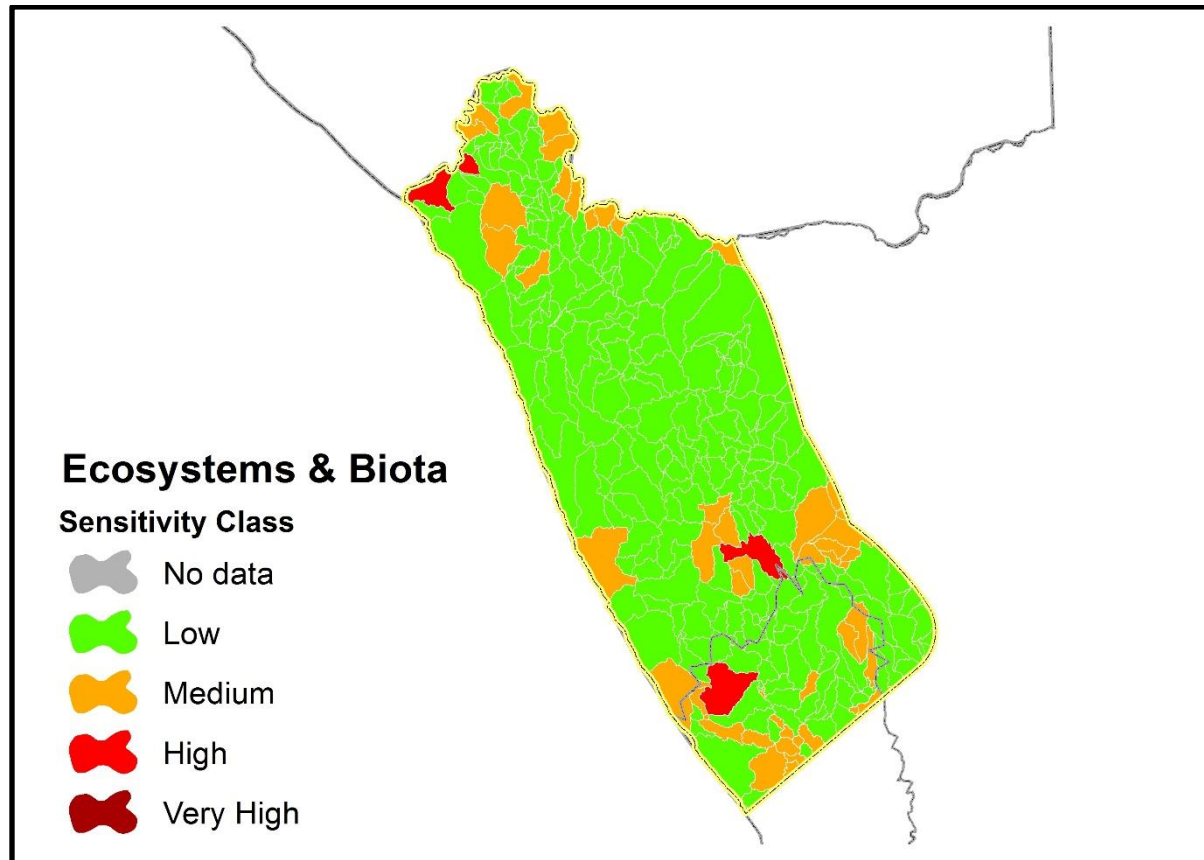 Ecosystems & Biota
Sensitivity Class
No data
Low
Medium
High
Very High